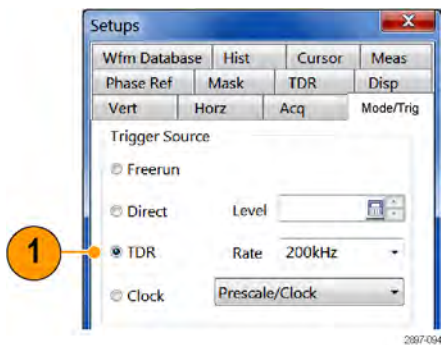 Setups
Wfm Database Hist Cursor Meas
Phase Ref Mask TDR Disp
Vert Horz Acq Mode/Trig
Trigger Source
Freerun
Direct Level
1 TDR Rate 200kHz
Clock Prescale/Clock
2897-094